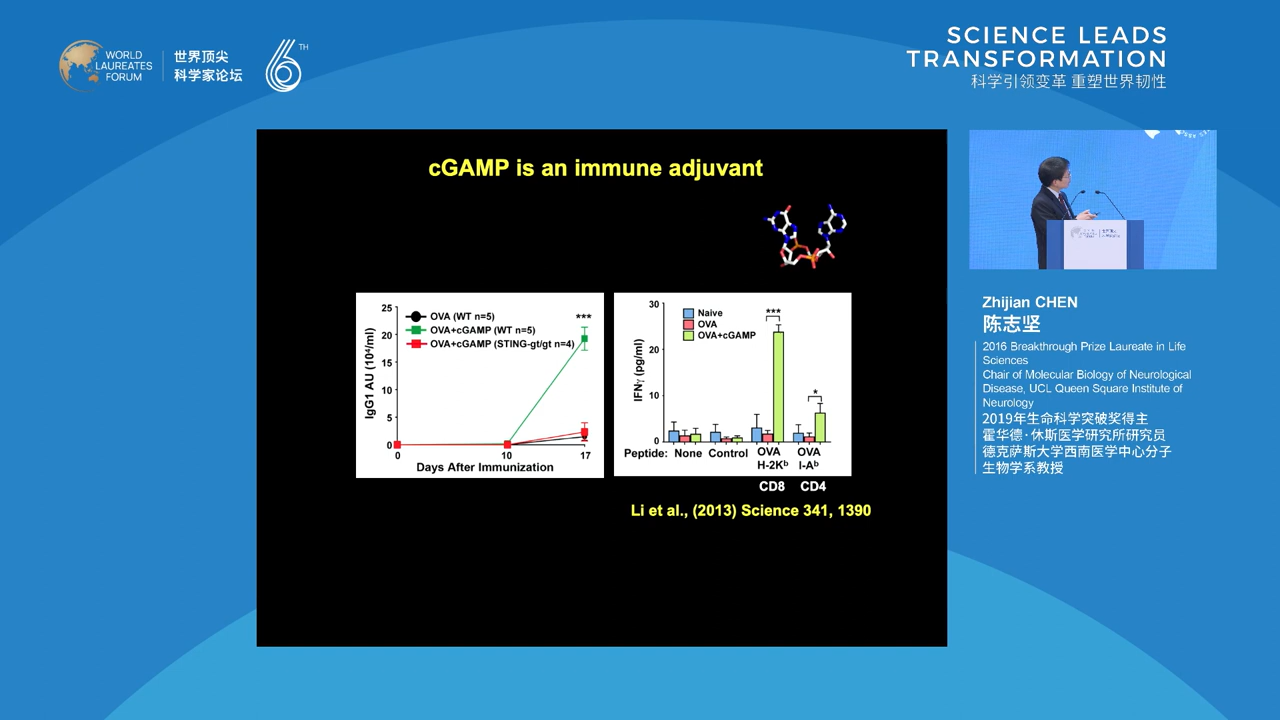 WORLD
LAUREATES
FORUM
世界顶尖
科学家论坛
6TH
SCIENCE LEADS
TRANSFORMATION
科学引领变革 重塑世界韧性
cGAMP is an immune adjuvant
25
20
15
10
5
0
IgG1 AU (10⁴/ml)
OVA (WT n=5)
OVA+cGAMP (WT n=5)
OVA+cGAMP (STING-gt/gt n=4)
***
0
10
17
Days After Immunization
30
20
10
0
IFNγ (pg/ml)
Naive
OVA
OVA+cGAMP
***
*
Peptide: None Control OVA OVA
H-2Kᵇ I-Aᵇ
CD8 CD4
Li et al., (2013) Science 341, 1390
Zhijian CHEN
陈志坚
2016 Breakthrough Prize Laureate in Life
Sciences
Chair of Molecular Biology of Neurological
Disease, UCL Queen Square Institute of
Neurology
2019年生命科学突破奖得主
霍华德·休斯医学研究所研究员
德克萨斯大学西南医学中心分子
生物学系教授